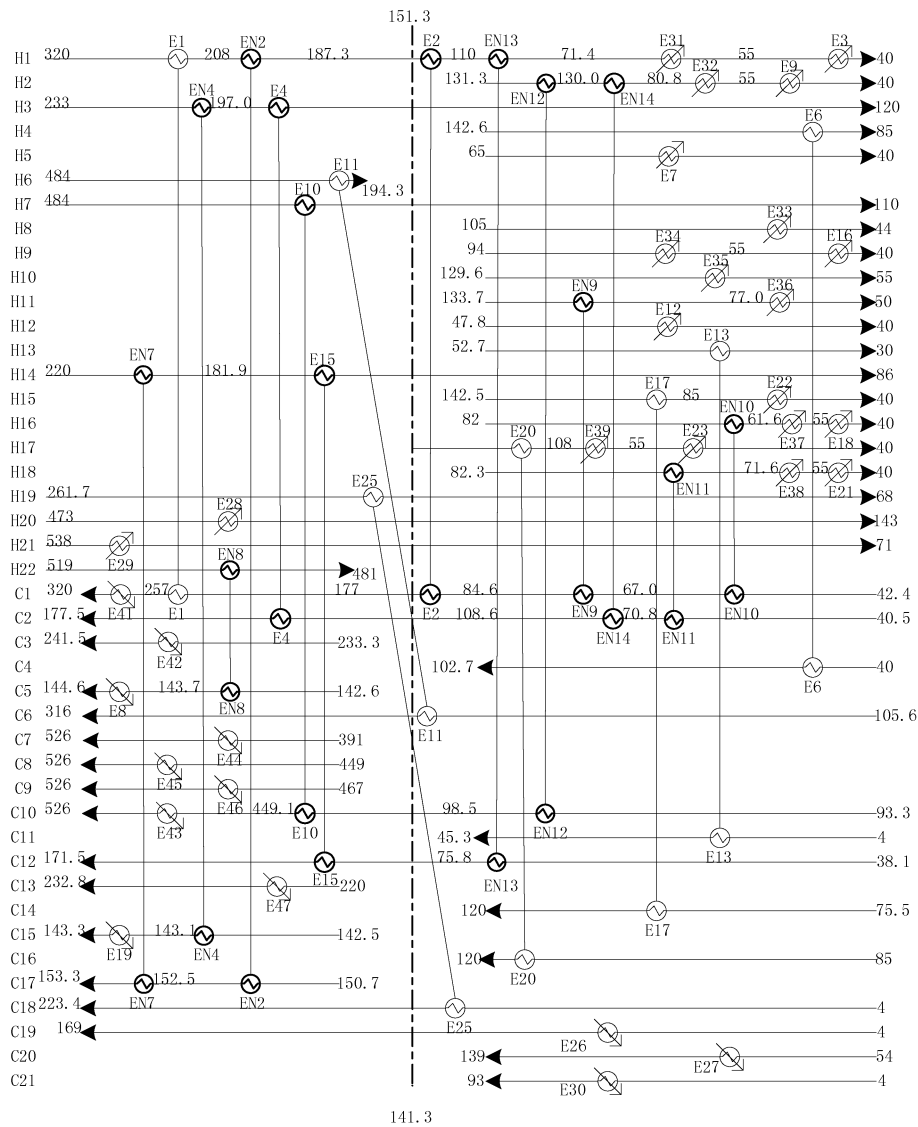 151.3
E1 EN2 E2 EN13 E31 E3
H1 320 208 187.3 110 71.4 55 40
E32 E9
H2 131.3 130.0 80.8 55 40
EN4 E4 EN12 EN14
H3 233 197.0 120
E6
H4 142.6 85
H5 65 40
E11 E7
H6 484 194.3
E10
H7 484 110
E33
H8 105 44
E34 E16
H9 94 55 40
E35
H10 129.6 55
EN9 E36
H11 133.7 77.0 50
E12
H12 47.8 40
E13
H13 52.7 30
EN7 E15
H14 220 181.9 86
E17 E22
H15 142.5 85 40
EN10
H16 82 61.6 55 40
E20 E37 E18
H17 108 E39 55 E23 40
H18 82.3 71.6 55 40
E25 EN11 E38 E21
H19 261.7 68
E28
H20 473 143
H21 538 71
E29 EN8
H22 519 481
C1 320 257 177 84.6 67.0 42.4
E41 E1 E2 EN9 EN10
C2 177.5 108.6 70.8 40.5
E4 EN14 EN11
C3 241.5 233.3
E42
C4 102.7 40
E6
C5 144.6 143.7 142.6
E8 EN8
C6 316 105.6
E11
C7 526 391
E44
C8 526 449
E45
C9 526 467
E46
C10 526 449.1 98.5 93.3
E43 E10 EN12
C11 45.3 4
E13
C12 171.5 75.8 38.1
E15 EN13
C13 232.8 220
E47
C14 120 75.5
E17
C15 143.3 143.1 142.5
E19 EN4
C16 120 85
E20
C17 153.3 152.5 150.7
EN7 EN2
C18 223.4 4
E25
C19 169 4
E26
C20 139 54
E27
C21 93 4
E30
141.3